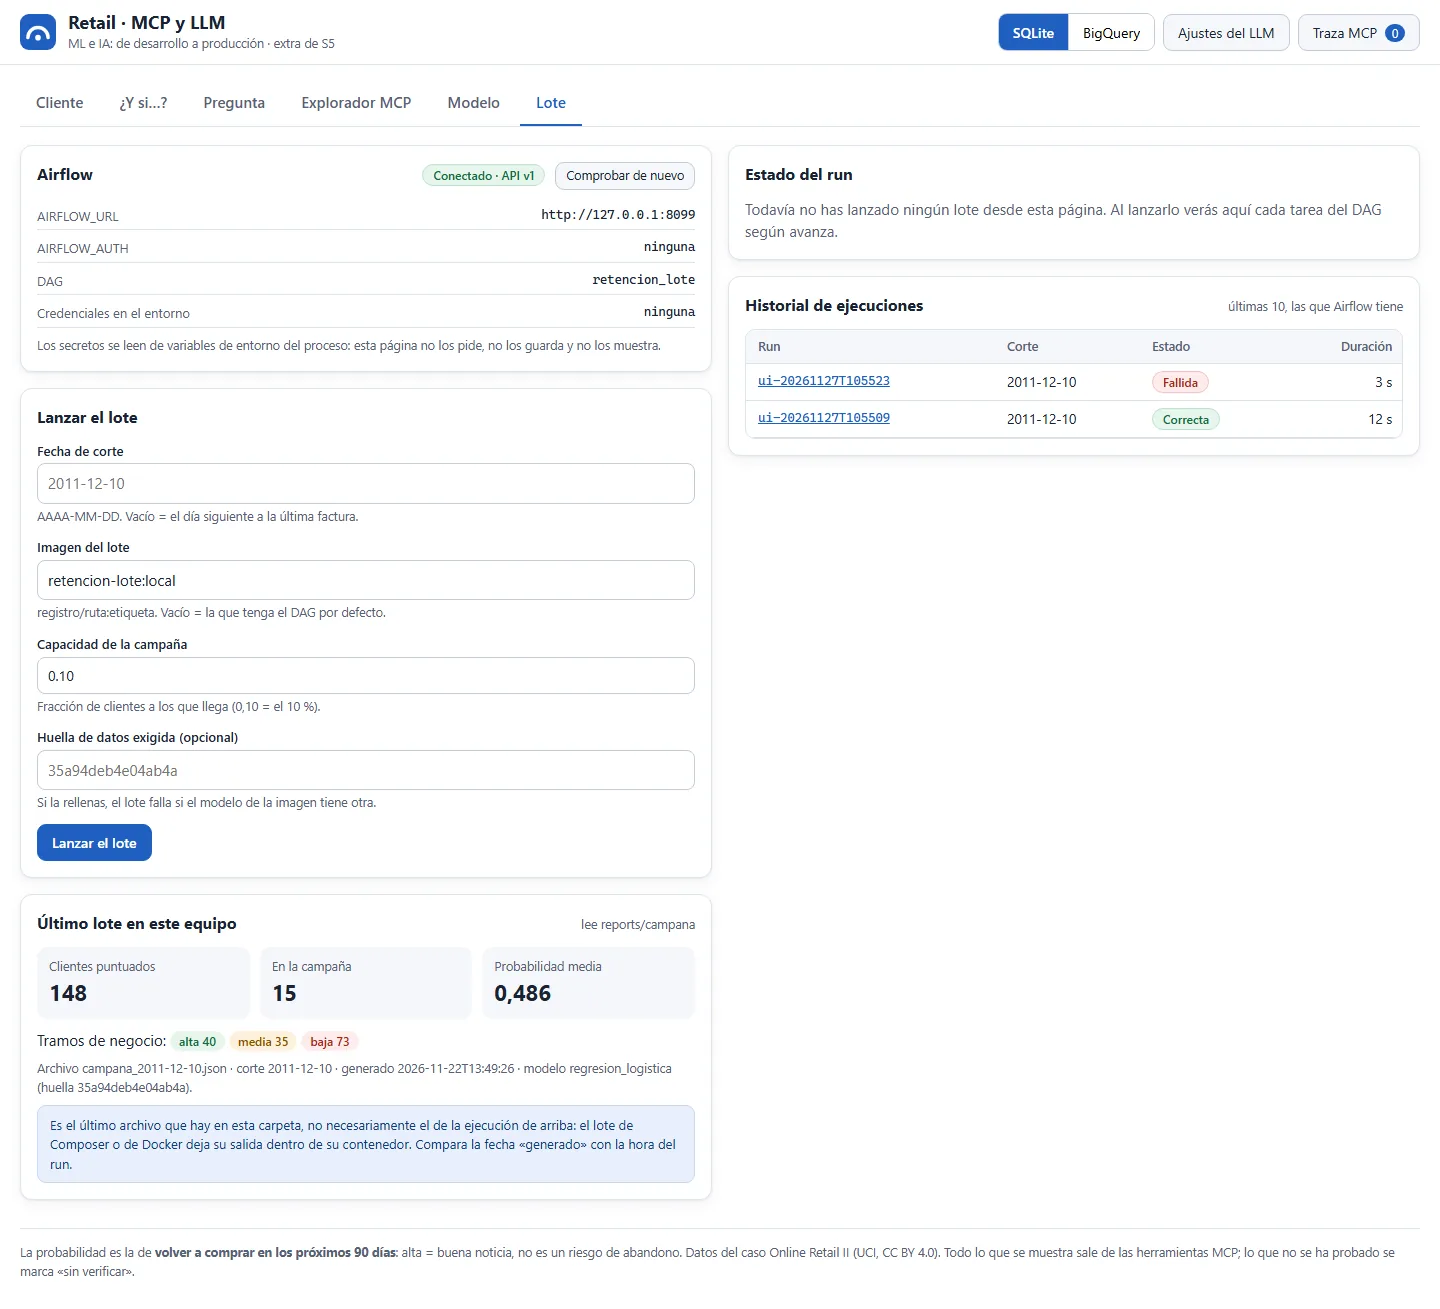 Retail · MCP y LLM
ML e IA: de desarrollo a producción · extra de S5
SQLite
BigQuery
Ajustes del LLM
Traza MCP 0
Cliente
¿Y si...?
Pregunta
Explorador MCP
Modelo
Lote
Airflow
Conectado · API v1
Comprobar de nuevo
AIRFLOW_URL http://127.0.0.1:8099
AIRFLOW_AUTH ninguna
DAG retencion_lote
Credenciales en el entorno ninguna
Los secretos se leen de variables de entorno del proceso: esta página no los pide, no los guarda y no los muestra.
Lanzar el lote
Fecha de corte
2011-12-10
AAAA-MM-DD. Vacío = el día siguiente a la última factura.
Imagen del lote
retencion-lote:local
registro/ruta:etiqueta. Vacío = la que tenga el DAG por defecto.
Capacidad de la campaña
0.10
Fracción de clientes a los que llega (0,10 = el 10 %).
Huella de datos exigida (opcional)
35a94deb4e04ab4a
Si la rellenas, el lote falla si el modelo de la imagen tiene otra.
Lanzar el lote
Último lote en este equipo
lee reports/campana
Clientes puntuados
148
En la campaña
15
Probabilidad media
0,486
Tramos de negocio: alta 40 media 35 baja 73
Archivo campana_2011-12-10.json · corte 2011-12-10 · generado 2026-11-22T13:49:26 · modelo regresion_logistica
(huella 35a94deb4e04ab4a).
Es el último archivo que hay en esta carpeta, no necesariamente el de la ejecución de arriba: el lote de
Composer o de Docker deja su salida dentro de su contenedor. Compara la fecha «generado» con la hora del
run.
Estado del run
Todavía no has lanzado ningún lote desde esta página. Al lanzarlo verás aquí cada tarea del DAG
según avanza.
Historial de ejecuciones
últimas 10, las que Airflow tiene
Run Corte Estado Duración
ui-20261127T105523 2011-12-10 Fallida 3 s
ui-20261127T105509 2011-12-10 Correcta 12 s
La probabilidad es la de volver a comprar en los próximos 90 días: alta = buena noticia, no es un riesgo de abandono. Datos del caso Online Retail II (UCI, CC BY 4.0). Todo lo que se muestra sale de las herramientas MCP; lo que no se ha probado se
marca «sin verificar».